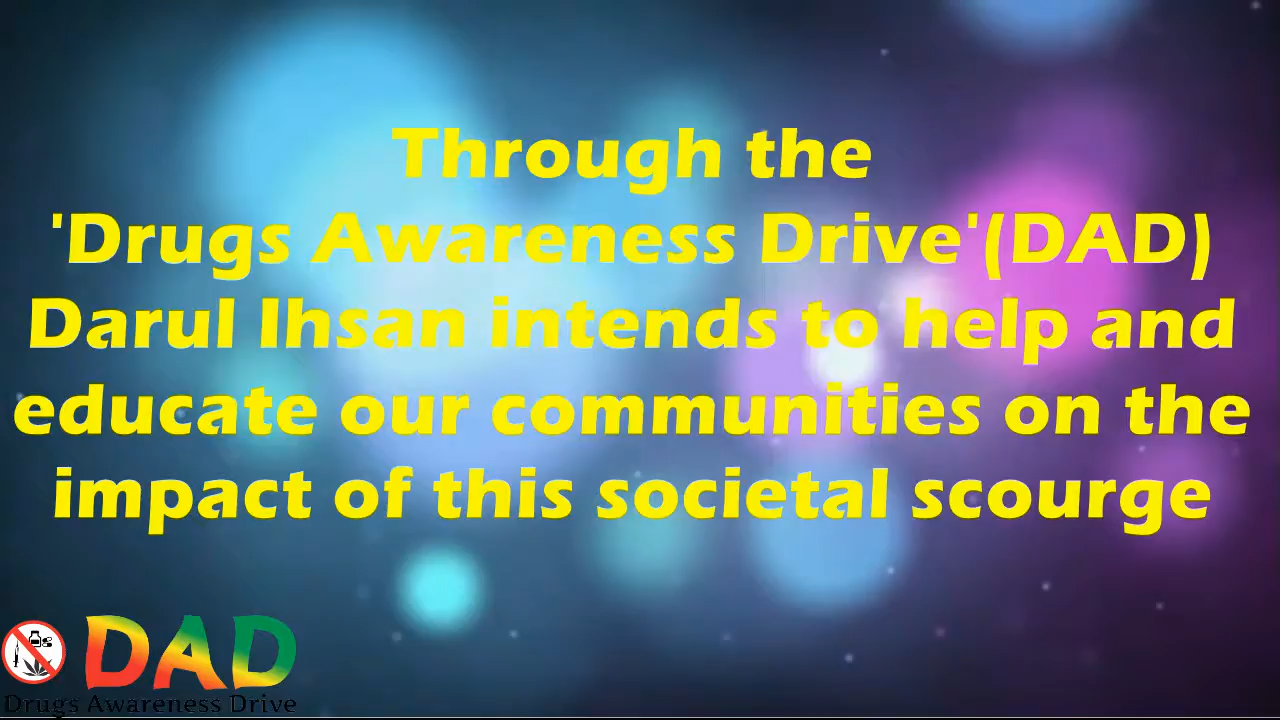 Through the
'Drugs Awareness Drive'(DAD)
Darul Ihsan intends to help and
educate our communities on the
impact of this societal scourge
DAD
Drugs Awareness Drive